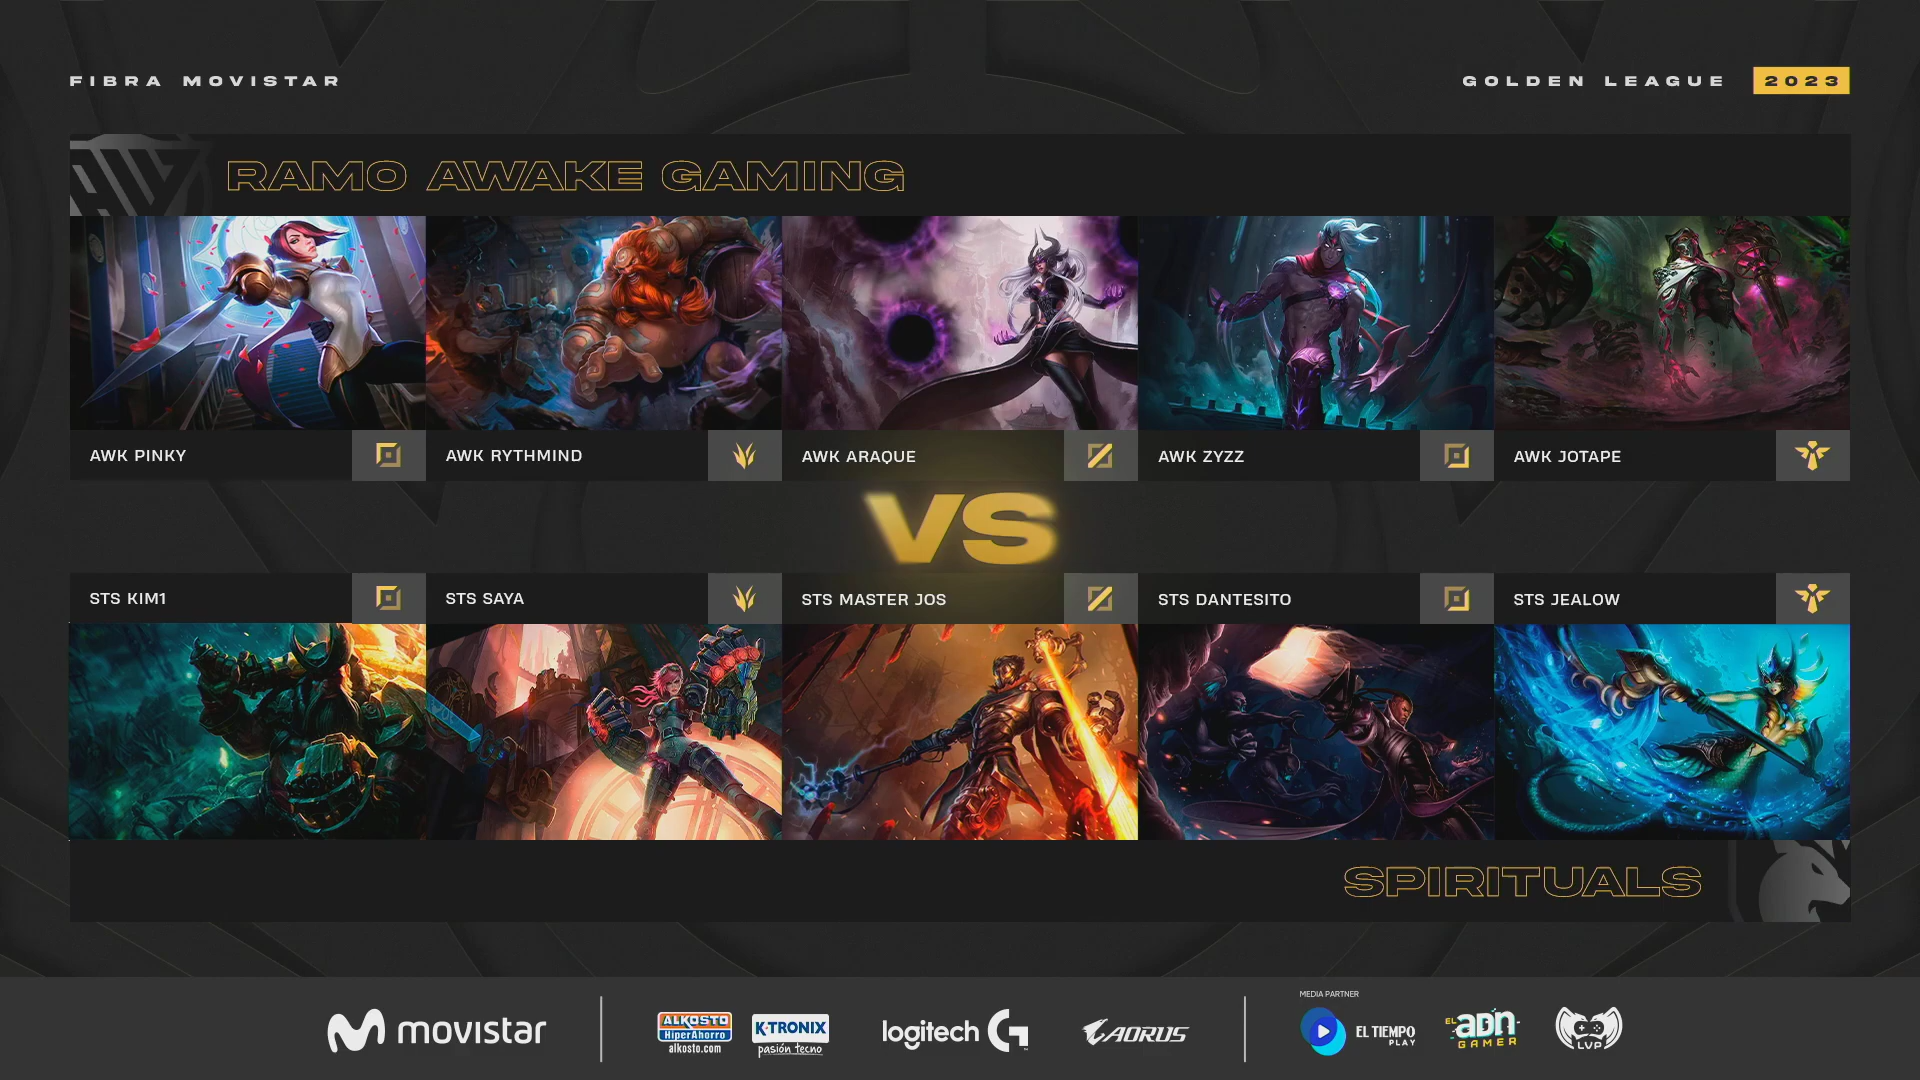 FIBRA MOVISTAR
GOLDEN LEAGUE 2023
RAMO AWAKE GAMING
AWK PINKY
AWK RYTHMIND
AWK ARAQUE
AWK ZYZZ
AWK JOTAPE
VS
STS KIM1
STS SAYA
STS MASTER JOS
STS DANTESITO
STS JEALOW
SPIRITUALS
movistar
ALKOSTO
HiperAhorro
alkosto.com
K-TRONIX
pasión tecno
logitech G
AORUS
MEDIA PARTNER
EL TIEMPO
PLAY
EL adn
GAMER
LVP